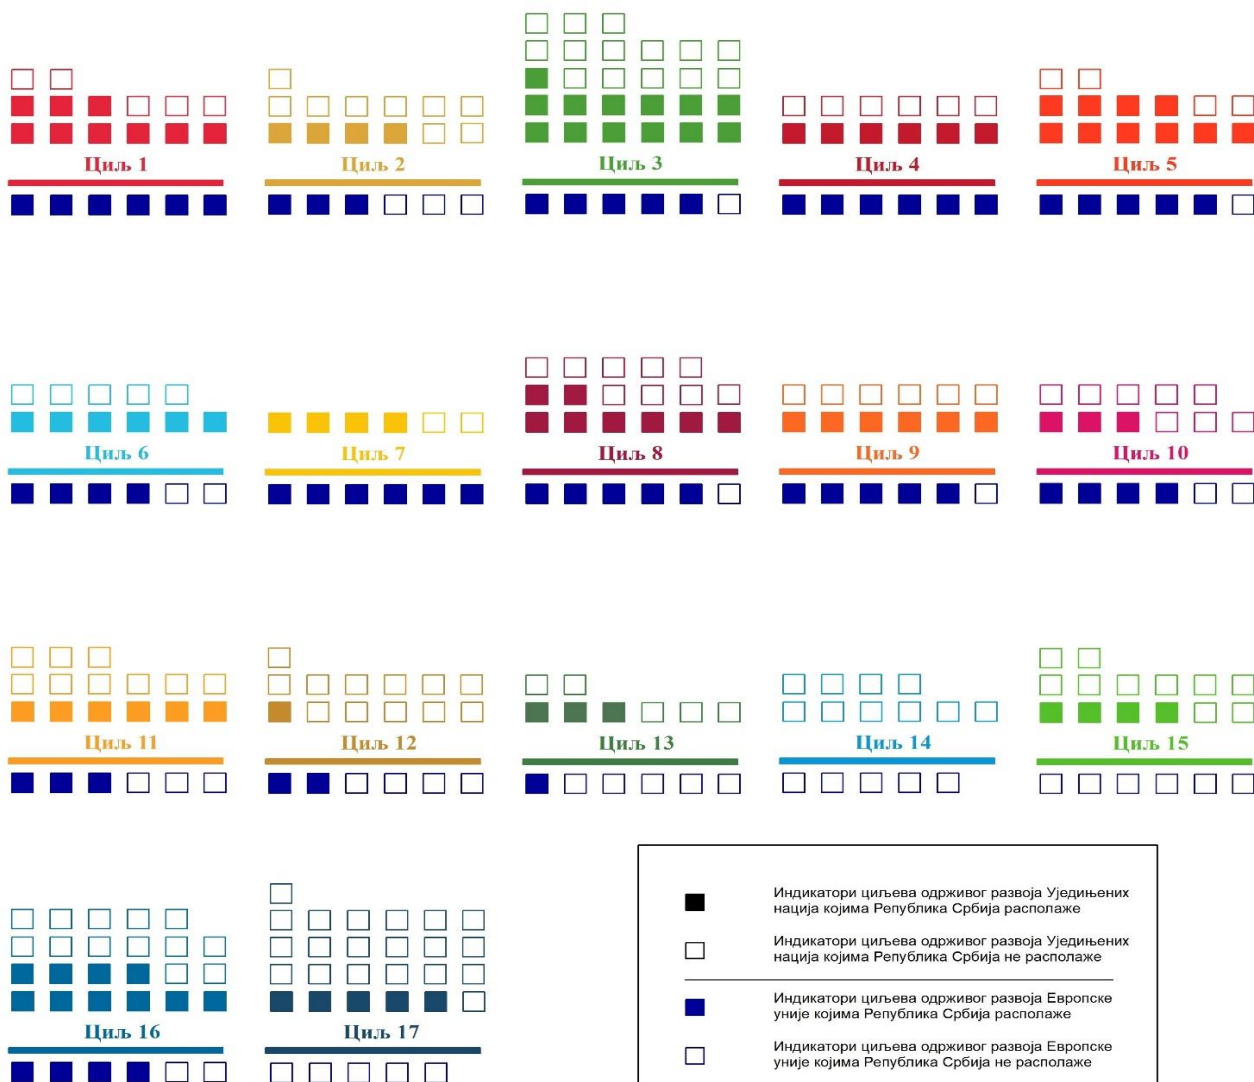 Циљ 1
Циљ 2
Циљ 3
Циљ 4
Циљ 5
Циљ 6
Циљ 7
Циљ 8
Циљ 9
Циљ 10
Циљ 11
Циљ 12
Циљ 13
Циљ 14
Циљ 15
Циљ 16
Циљ 17
Индикатори циљева одрживог развоја Уједињених
нација којима Република Србија располаже
Индикатори циљева одрживог развоја Уједињених
нација којима Република Србија не располаже
Индикатори циљева одрживог развоја Европске
уније којима Република Србија располаже
Индикатори циљева одрживог развоја Европске
уније којима Република Србија не располаже